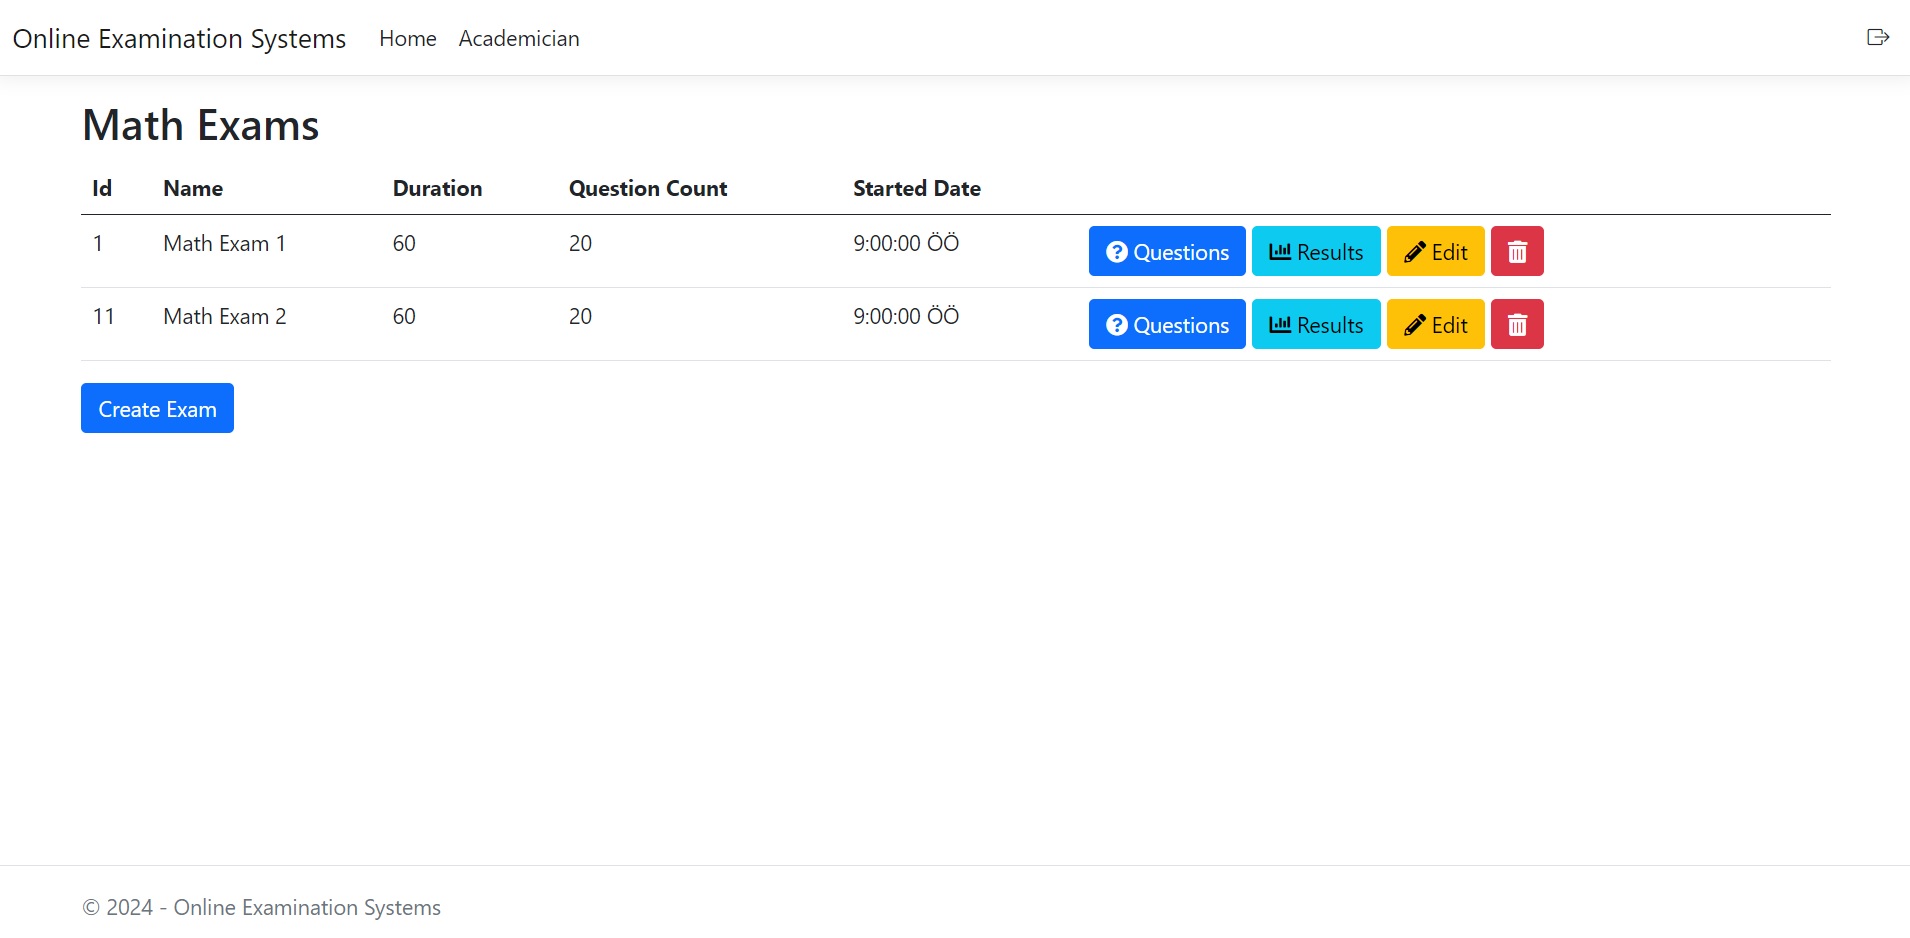 Online Examination Systems Home Academician
Math Exams
Id Name Duration Question Count Started Date
1 Math Exam 1 60 20 9:00:00 ÖÖ Questions Results Edit
11 Math Exam 2 60 20 9:00:00 ÖÖ Questions Results Edit
Create Exam
© 2024 - Online Examination Systems